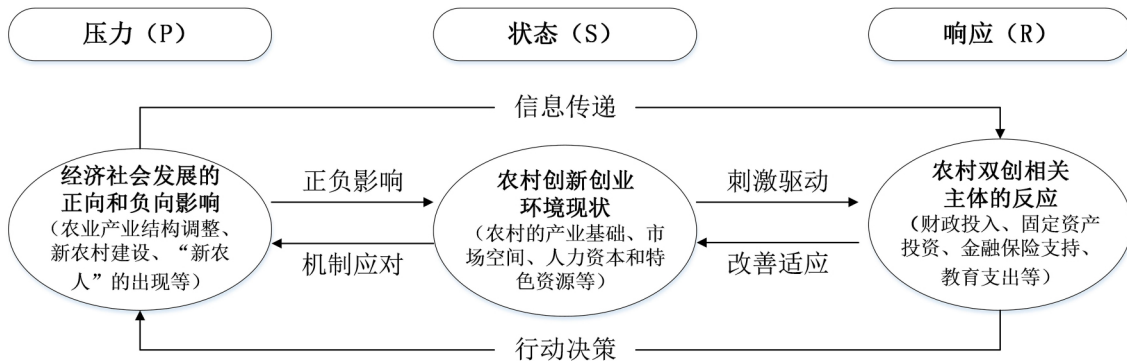 压力（P）
状态（S）
响应（R）
信息传递
经济社会发展的
正向和负向影响
（农业产业结构调整、
新农村建设、“新农
人”的出现等）
正负影响
机制应对
农村创新创业
环境现状
（农村的产业基础、市
场空间、人力资本和特
色资源等）
刺激驱动
改善适应
农村双创相关
主体的反应
（财政投入、固定资产
投资、金融保险支持、
教育支出等）
行动决策